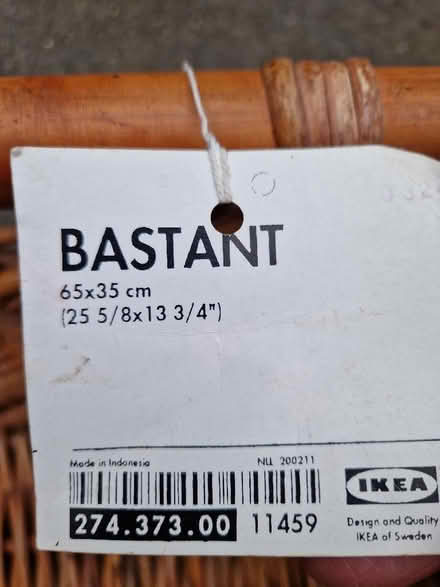 BASTANT
65x35 cm
(25 5/8x13 3/4")
Made in Indonesia NLL 200211
274.373.00 11459
IKEA
Design and Quality
IKEA of Sweden